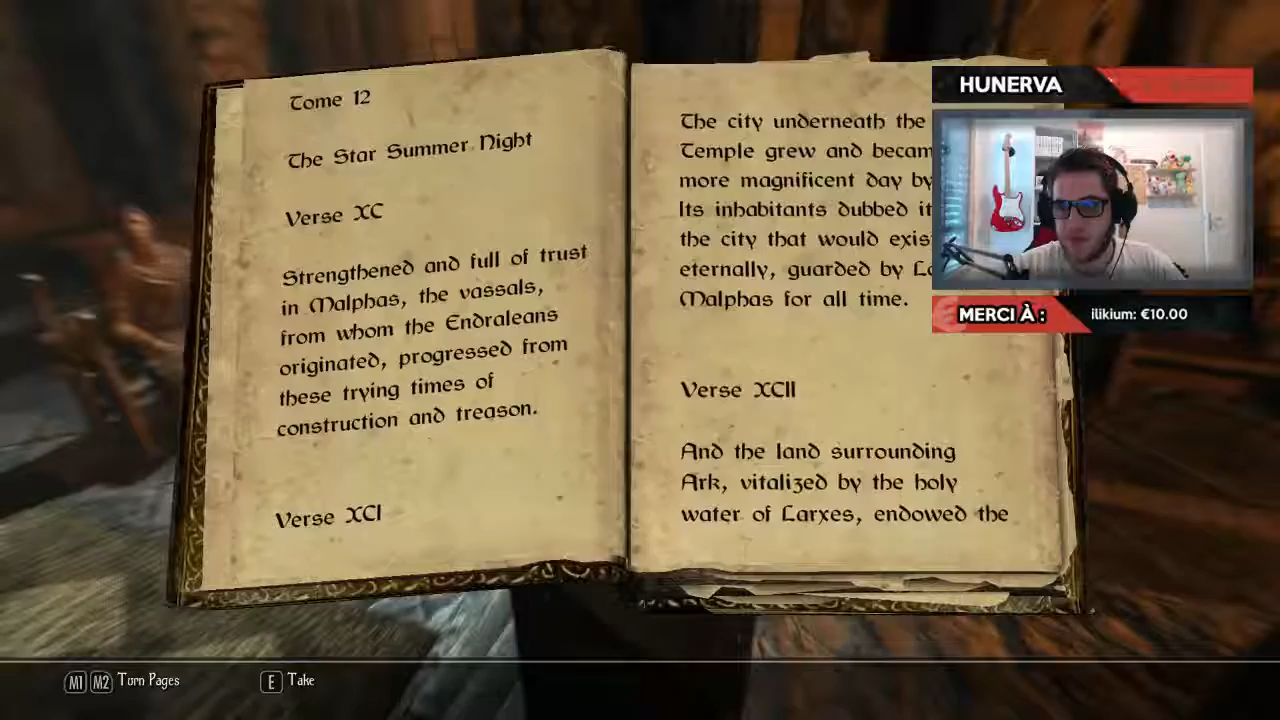 Tome 12
The Star Summer Night
Verse XC
Strengthened and full of trust
in Malphas, the vassals,
from whom the Endraleans
originated, progressed from
these trying times of
construction and treason.
Verse XCI
The city underneath the
Temple grew and becam
more magnificent day by
Its inhabitants dubbed it
the city that would exis
eternally, guarded by Lo
Malphas for all time.
Verse XCII
And the land surrounding
Ark, vitalized by the holy
water of Larxes, endowed the
HUNERVA
MERCI À :
ilikium: €10.00
M1 M2 Turn Pages
E Take